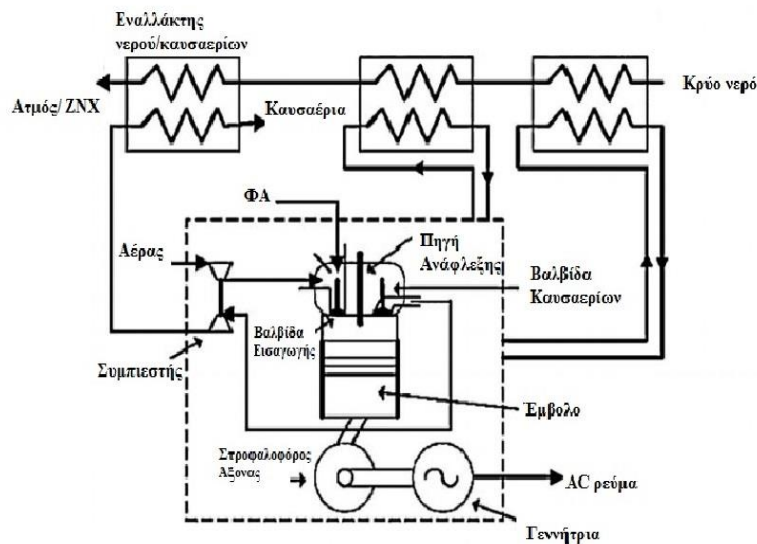 Εναλλάκτης
νερού/καυσαερίων
Κρύο νερό
Ατμός/ ΖΝΧ
Καυσαέρια
ΦΑ
Αέρας
Πηγή
Ανάφλεξης
Βαλβίδα
Καυσαερίων
Βαλβίδα
Εισαγωγής
Συμπιεστής
Έμβολο
Στροφαλοφόρος
Άξονας
AC ρεύμα
Γεννήτρια